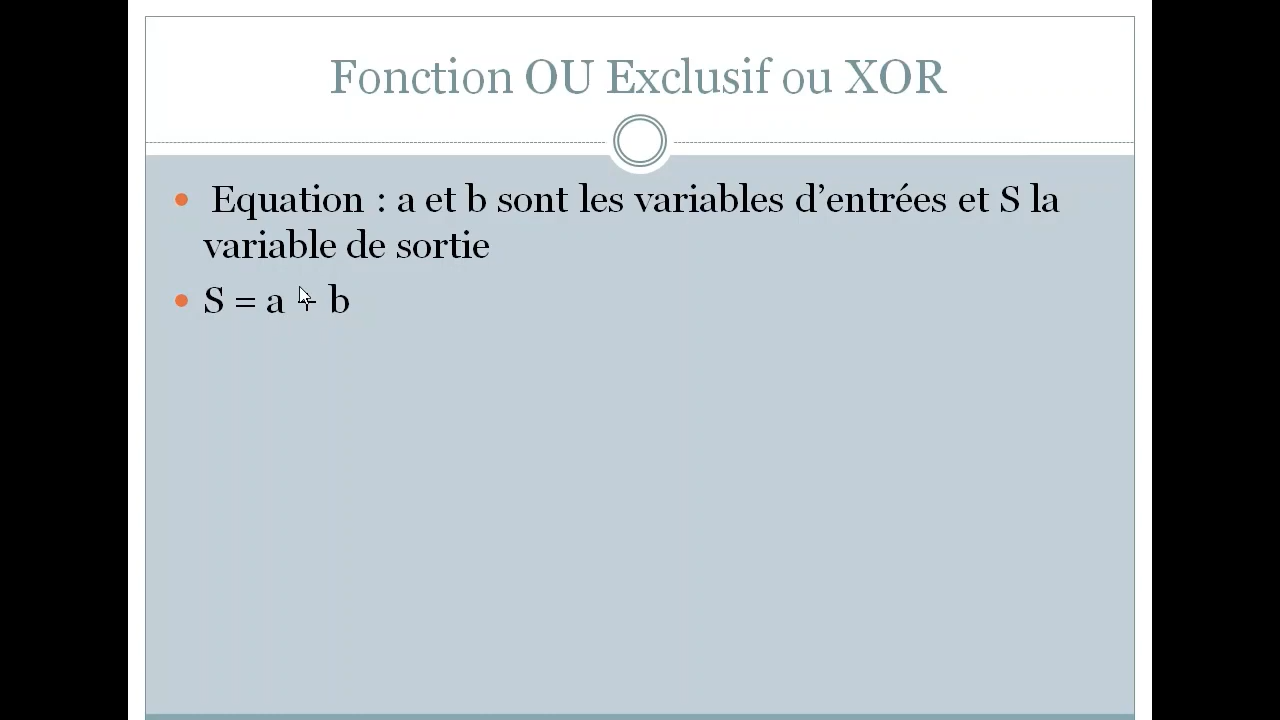 Fonction OU Exclusif ou XOR
• Equation : a et b sont les variables d’entrées et S la
variable de sortie
• S = a + b